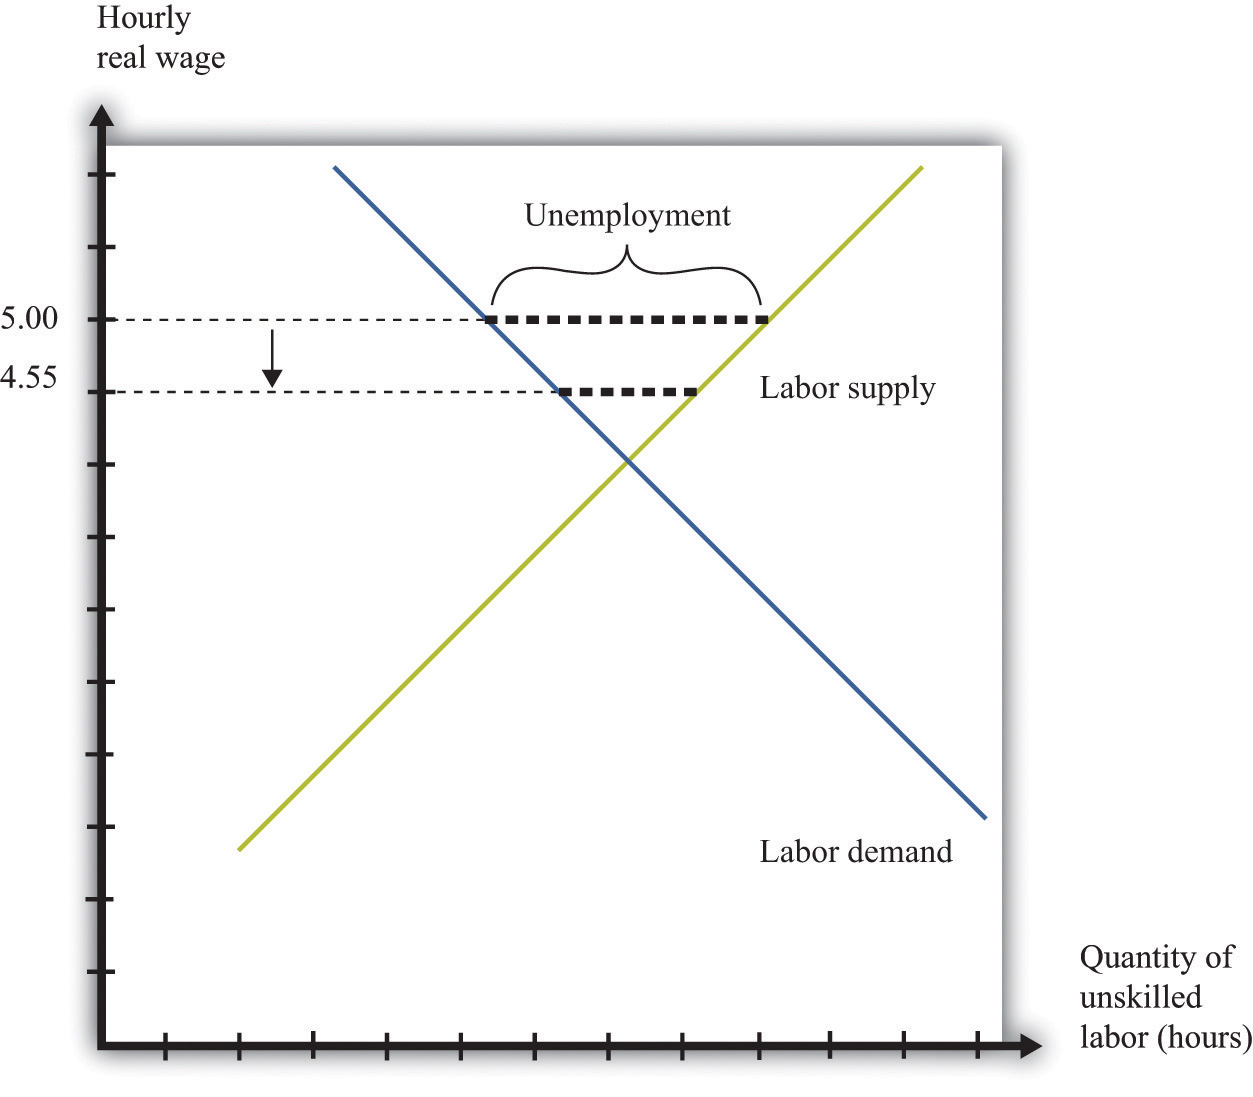 Hourly
real wage
Unemployment
5.00
4.55
Labor supply
Labor demand
Quantity of
unskilled
labor (hours)